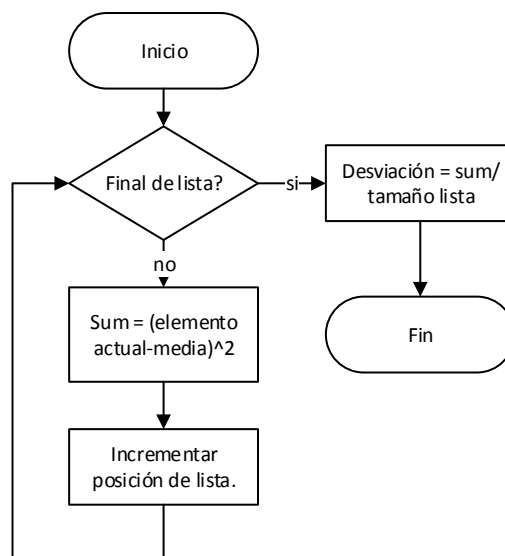 Inicio
Final de lista?
si
Desviación = sum/
tamaño lista
no
Sum = (elemento
actual-media)^2
Fin
Incrementar
posición de lista.